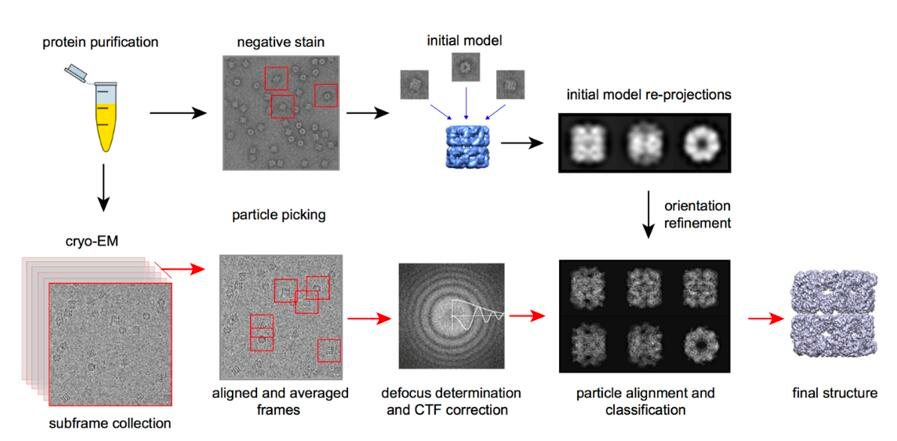 protein purification
negative stain
initial model
initial model re-projections
orientation
refinement
particle picking
cryo-EM
aligned and averaged
frames
defocus determination
and CTF correction
particle alignment and
classification
final structure
subframe collection